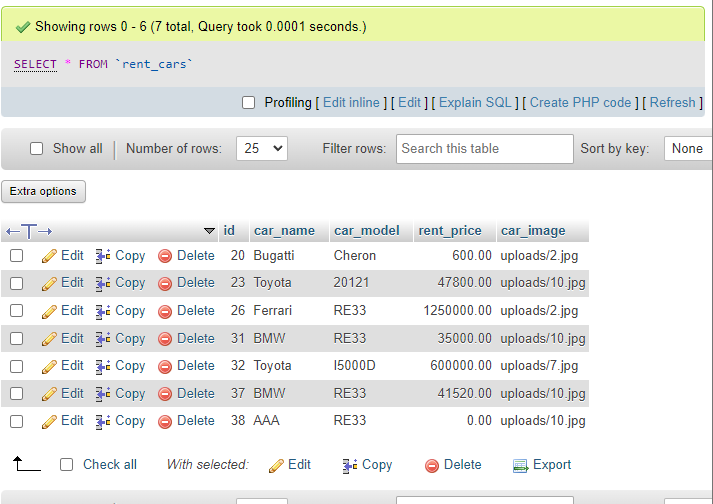 Showing rows 0 - 6 (7 total, Query took 0.0001 seconds.)
SELECT * FROM `rent_cars`
Profiling [ Edit inline ] [ Edit ] [ Explain SQL ] [ Create PHP code ] [ Refresh ]
Show all Number of rows: 25 Filter rows: Search this table Sort by key: None
Extra options
id car_name car_model rent_price car_image
Edit Copy Delete 20 Bugatti Cheron 600.00 uploads/2.jpg
Edit Copy Delete 23 Toyota 20121 47800.00 uploads/10.jpg
Edit Copy Delete 26 Ferrari RE33 1250000.00 uploads/2.jpg
Edit Copy Delete 31 BMW RE33 35000.00 uploads/10.jpg
Edit Copy Delete 32 Toyota I5000D 600000.00 uploads/7.jpg
Edit Copy Delete 37 BMW RE33 41520.00 uploads/10.jpg
Edit Copy Delete 38 AAA RE33 0.00 uploads/10.jpg
Check all With selected: Edit Copy Delete Export